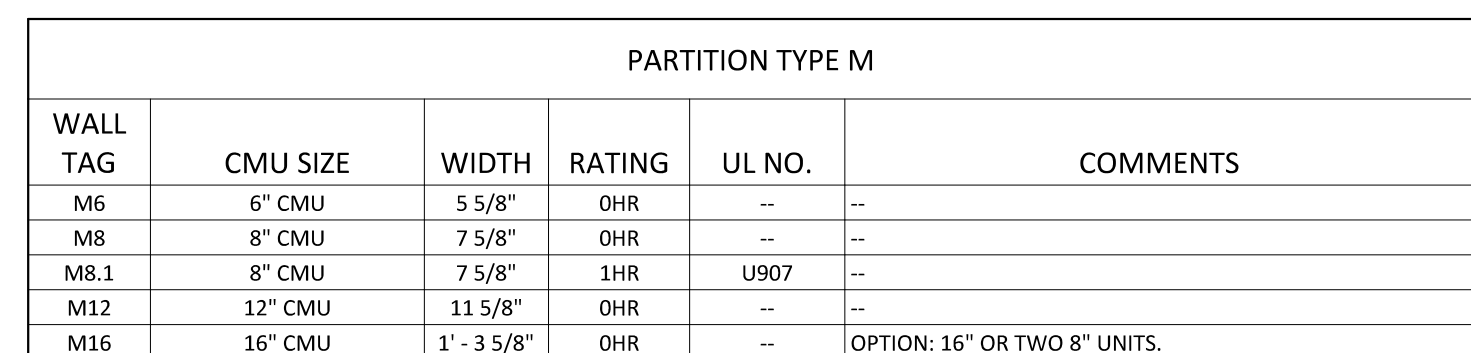 PARTITION TYPE M
WALL TAG CMU SIZE WIDTH RATING UL NO. COMMENTS
M6 6" CMU 5 5/8" 0HR -- --
M8 8" CMU 7 5/8" 0HR -- --
M8.1 8" CMU 7 5/8" 1HR U907 --
M12 12" CMU 11 5/8" 0HR -- --
M16 16" CMU 1' - 3 5/8" 0HR -- OPTION: 16" OR TWO 8" UNITS.